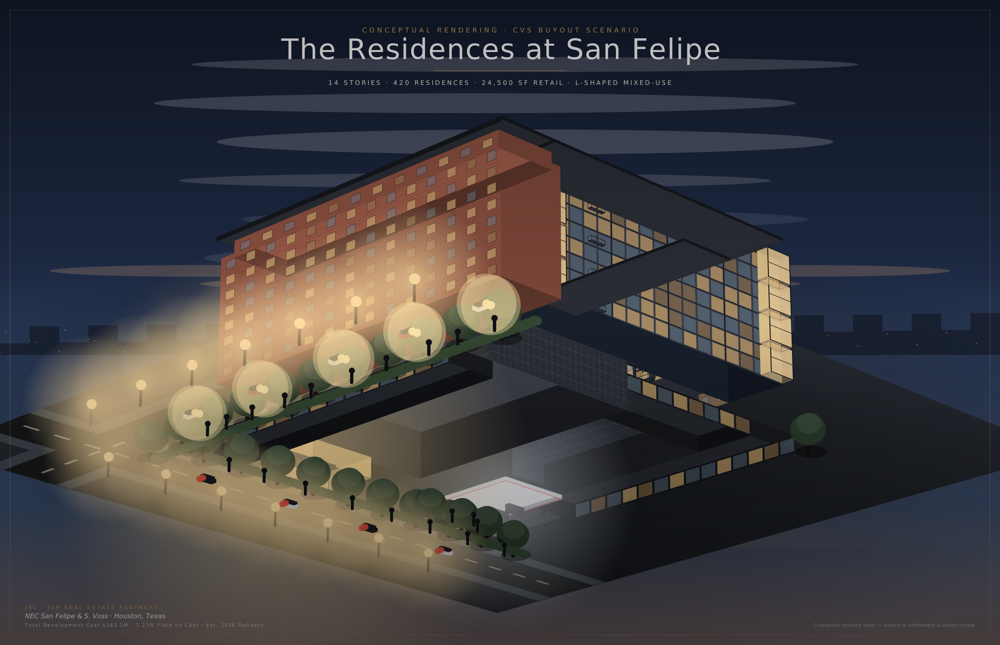 CONCEPTUAL RENDERING · CVS BUYOUT SCENARIO
The Residences at San Felipe
14 STORIES · 420 RESIDENCES · 24,500 SF RETAIL · L-SHAPED MIXED-USE
JAL · JCP REAL ESTATE PARTNERS
NEC San Felipe & S. Voss · Houston, Texas
Total Development Cost $163.1M · 7.27% Yield on Cost · Est. 2036 Delivery
Conceptual massing study — subject to entitlement & design review